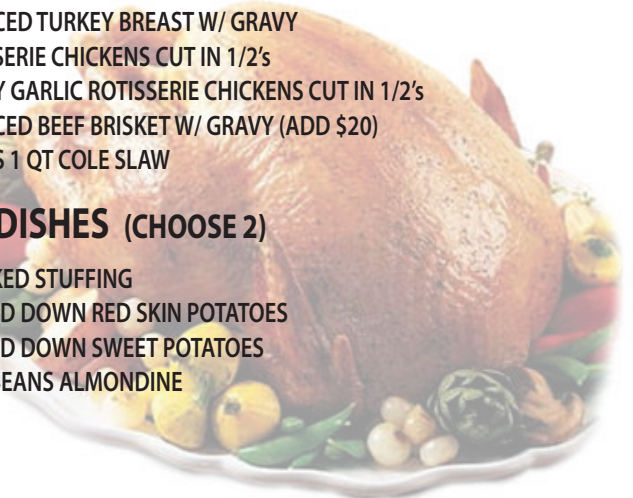 CED TURKEY BREAST W/ GRAVY
SERIE CHICKENS CUT IN 1/2's
Y GARLIC ROTISSERIE CHICKENS CUT IN 1/2's
CED BEEF BRISKET W/ GRAVY (ADD $20)
S 1 QT COLE SLAW
DISHES (CHOOSE 2)
KED STUFFING
D DOWN RED SKIN POTATOES
D DOWN SWEET POTATOES
BEANS ALMONDINE